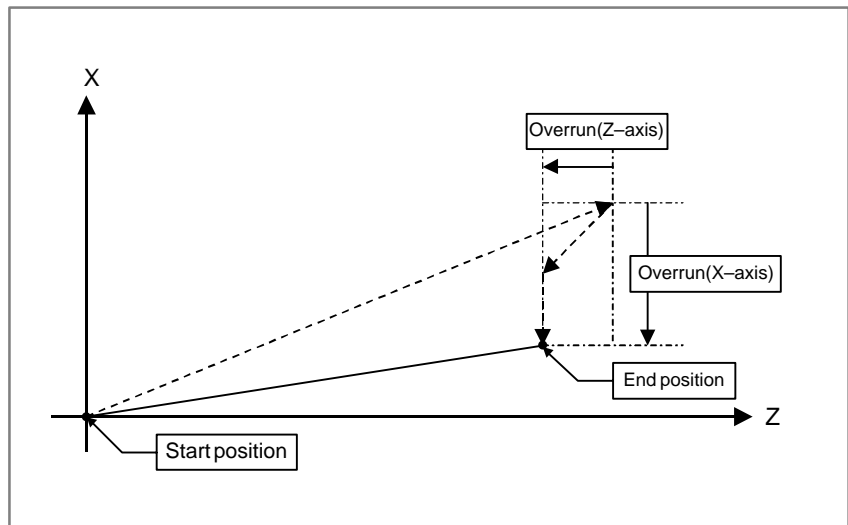 X
Overrun(Z–axis)
Overrun(X–axis)
End position
Z
Start position